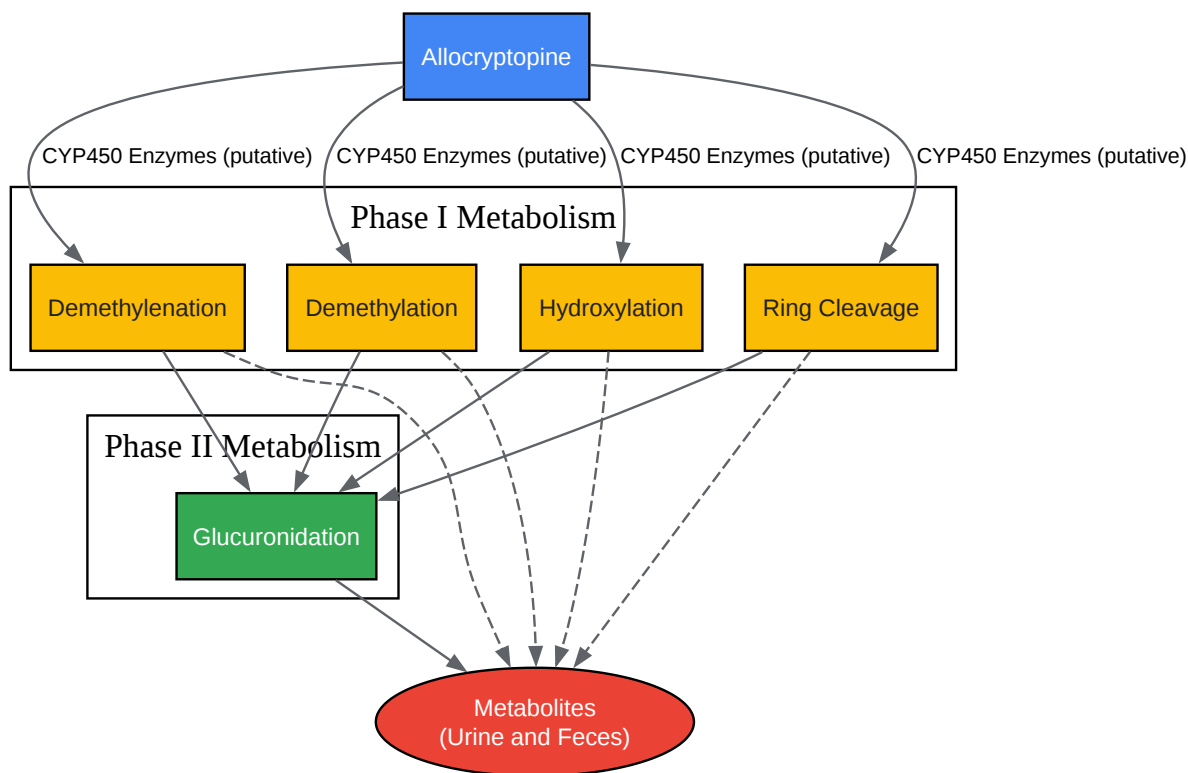 Allocryptopine
CYP450 Enzymes (putative)
CYP450 Enzymes (putative)
CYP450 Enzymes (putative)
CYP450 Enzymes (putative)
Phase I Metabolism
Demethylenation
Demethylation
Hydroxylation
Ring Cleavage
Phase II Metabolism
Glucuronidation
Metabolites
(Urine and Feces)